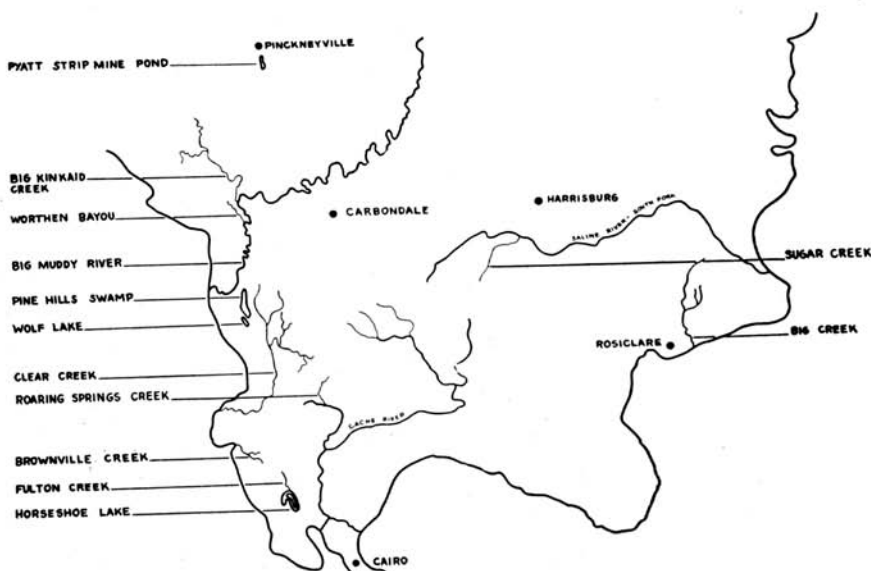 PINCKNEYVILLE
PYATT STRIP MINE POND
BIG KINKAID
CREEK
HARRISBURG
CARBONDALE
WORTHEN BAYOU
SALINE RIVER - SOUTH FORK
SUGAR CREEK
BIG MUDDY RIVER
PINE HILLS SWAMP
WOLF LAKE
BIG CREEK
ROSICLARE
CLEAR CREEK
ROARING SPRINGS CREEK
CACHE RIVER
BROWNVILLE CREEK
FULTON CREEK
HORSESHOE LAKE
CAIRO